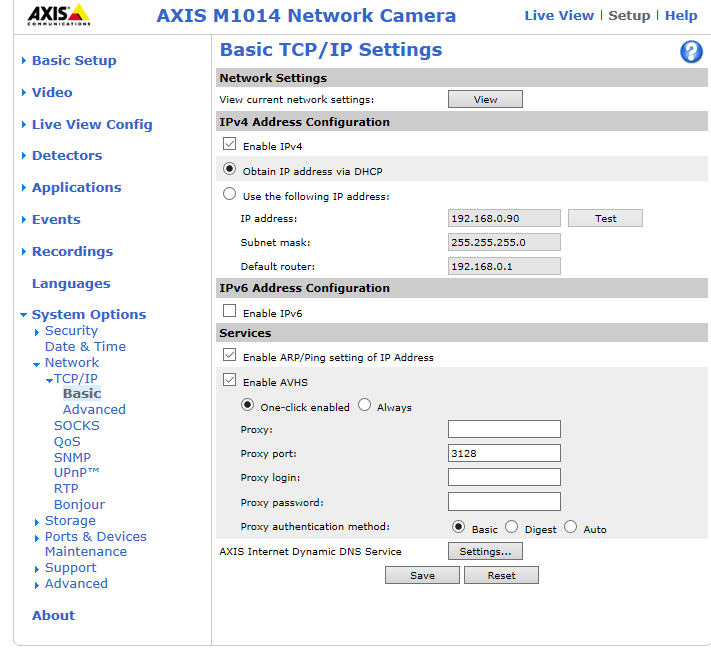 AXIS
COMMUNICATIONS
AXIS M1014 Network Camera
Live View | Setup | Help
Basic Setup
Video
Live View Config
Detectors
Applications
Events
Recordings
Languages
System Options
Security
Date & Time
Network
TCP/IP
Basic
Advanced
SOCKS
QoS
SNMP
UPnP™
RTP
Bonjour
Storage
Ports & Devices
Maintenance
Support
Advanced
About
Basic TCP/IP Settings
?
Network Settings
View current network settings: View
IPv4 Address Configuration
Enable IPv4
Obtain IP address via DHCP
Use the following IP address:
IP address: 192.168.0.90 Test
Subnet mask: 255.255.255.0
Default router: 192.168.0.1
IPv6 Address Configuration
Enable IPv6
Services
Enable ARP/Ping setting of IP Address
Enable AVHS
One-click enabled Always
Proxy:
Proxy port: 3128
Proxy login:
Proxy password:
Proxy authentication method: Basic Digest Auto
AXIS Internet Dynamic DNS Service Settings...
Save Reset